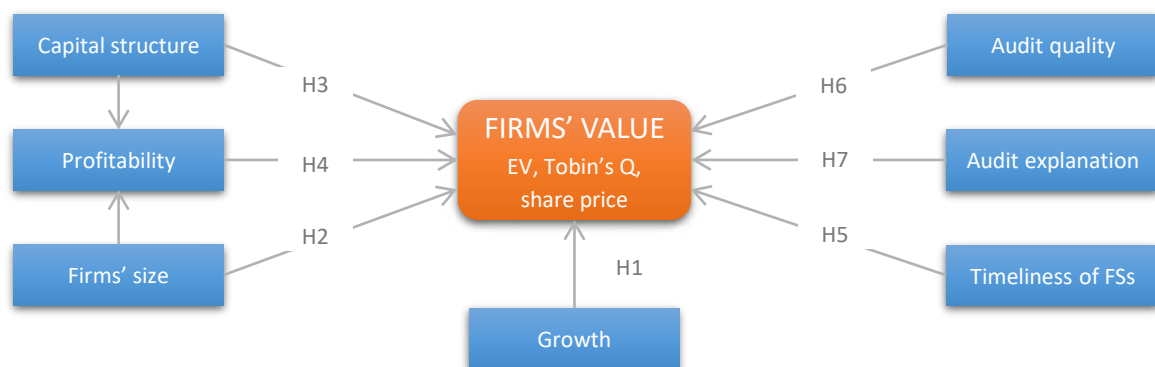 Capital structure
Audit quality
H3
H6
FIRMS' VALUE
EV, Tobin's Q,
share price
Profitability
H4
H7
Audit explanation
H2
H5
Firms' size
H1
Timeliness of FSs
Growth